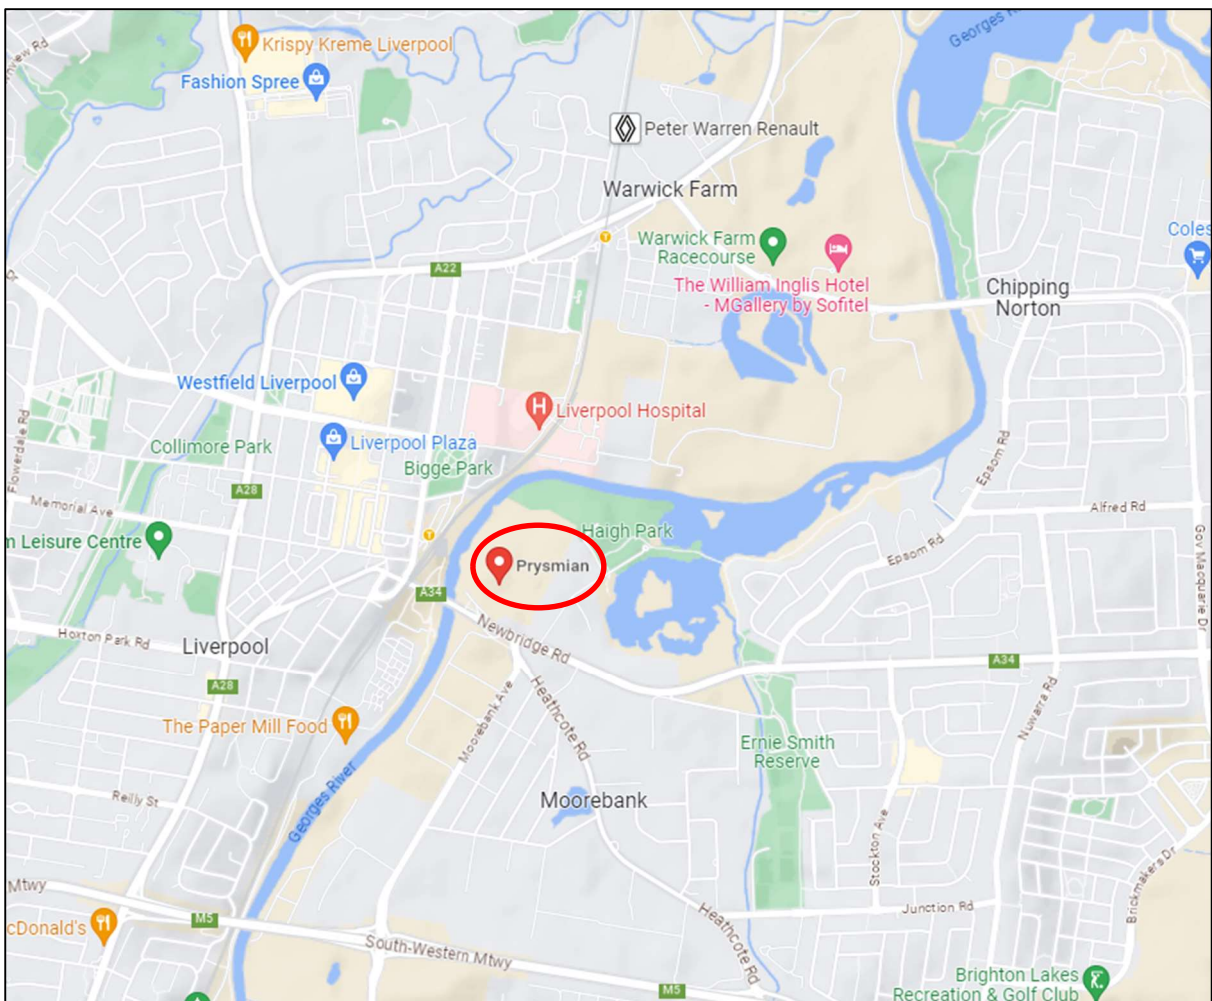 Georges
Krispy Kreme Liverpool
Fashion Spree
Peter Warren Renault
Warwick Farm
Warwick Farm
Racecourse
T
Coles
A22
The William Inglis Hotel
- MGallery by Sofitel
Chipping
Norton
Westfield Liverpool
H
Liverpool Hospital
Flowerdale Rd
Collimore Park
Liverpool Plaza
Bigge Park
Epsom Rd
A28
Memorial Ave
Alfred Rd
m Leisure Centre
T
Haigh Park
Epsom Rd
Gov Macquarie Dr
Prysmian
A34
Newbridge Rd
Hoxton Park Rd
Liverpool
A34
A28
Moorebank Ave
Heathcote Rd
Nuwarra Rd
The Paper Mill Food
Ernie Smith
Reserve
Georges River
Reilly St
Moorebank
Stockton Ave
Brickmakers Dr
Mtwy
M5
cDonald's
Junction Rd
Heathcote Rd
South-Western Mtwy
M5
Brighton Lakes
Recreation & Golf Club